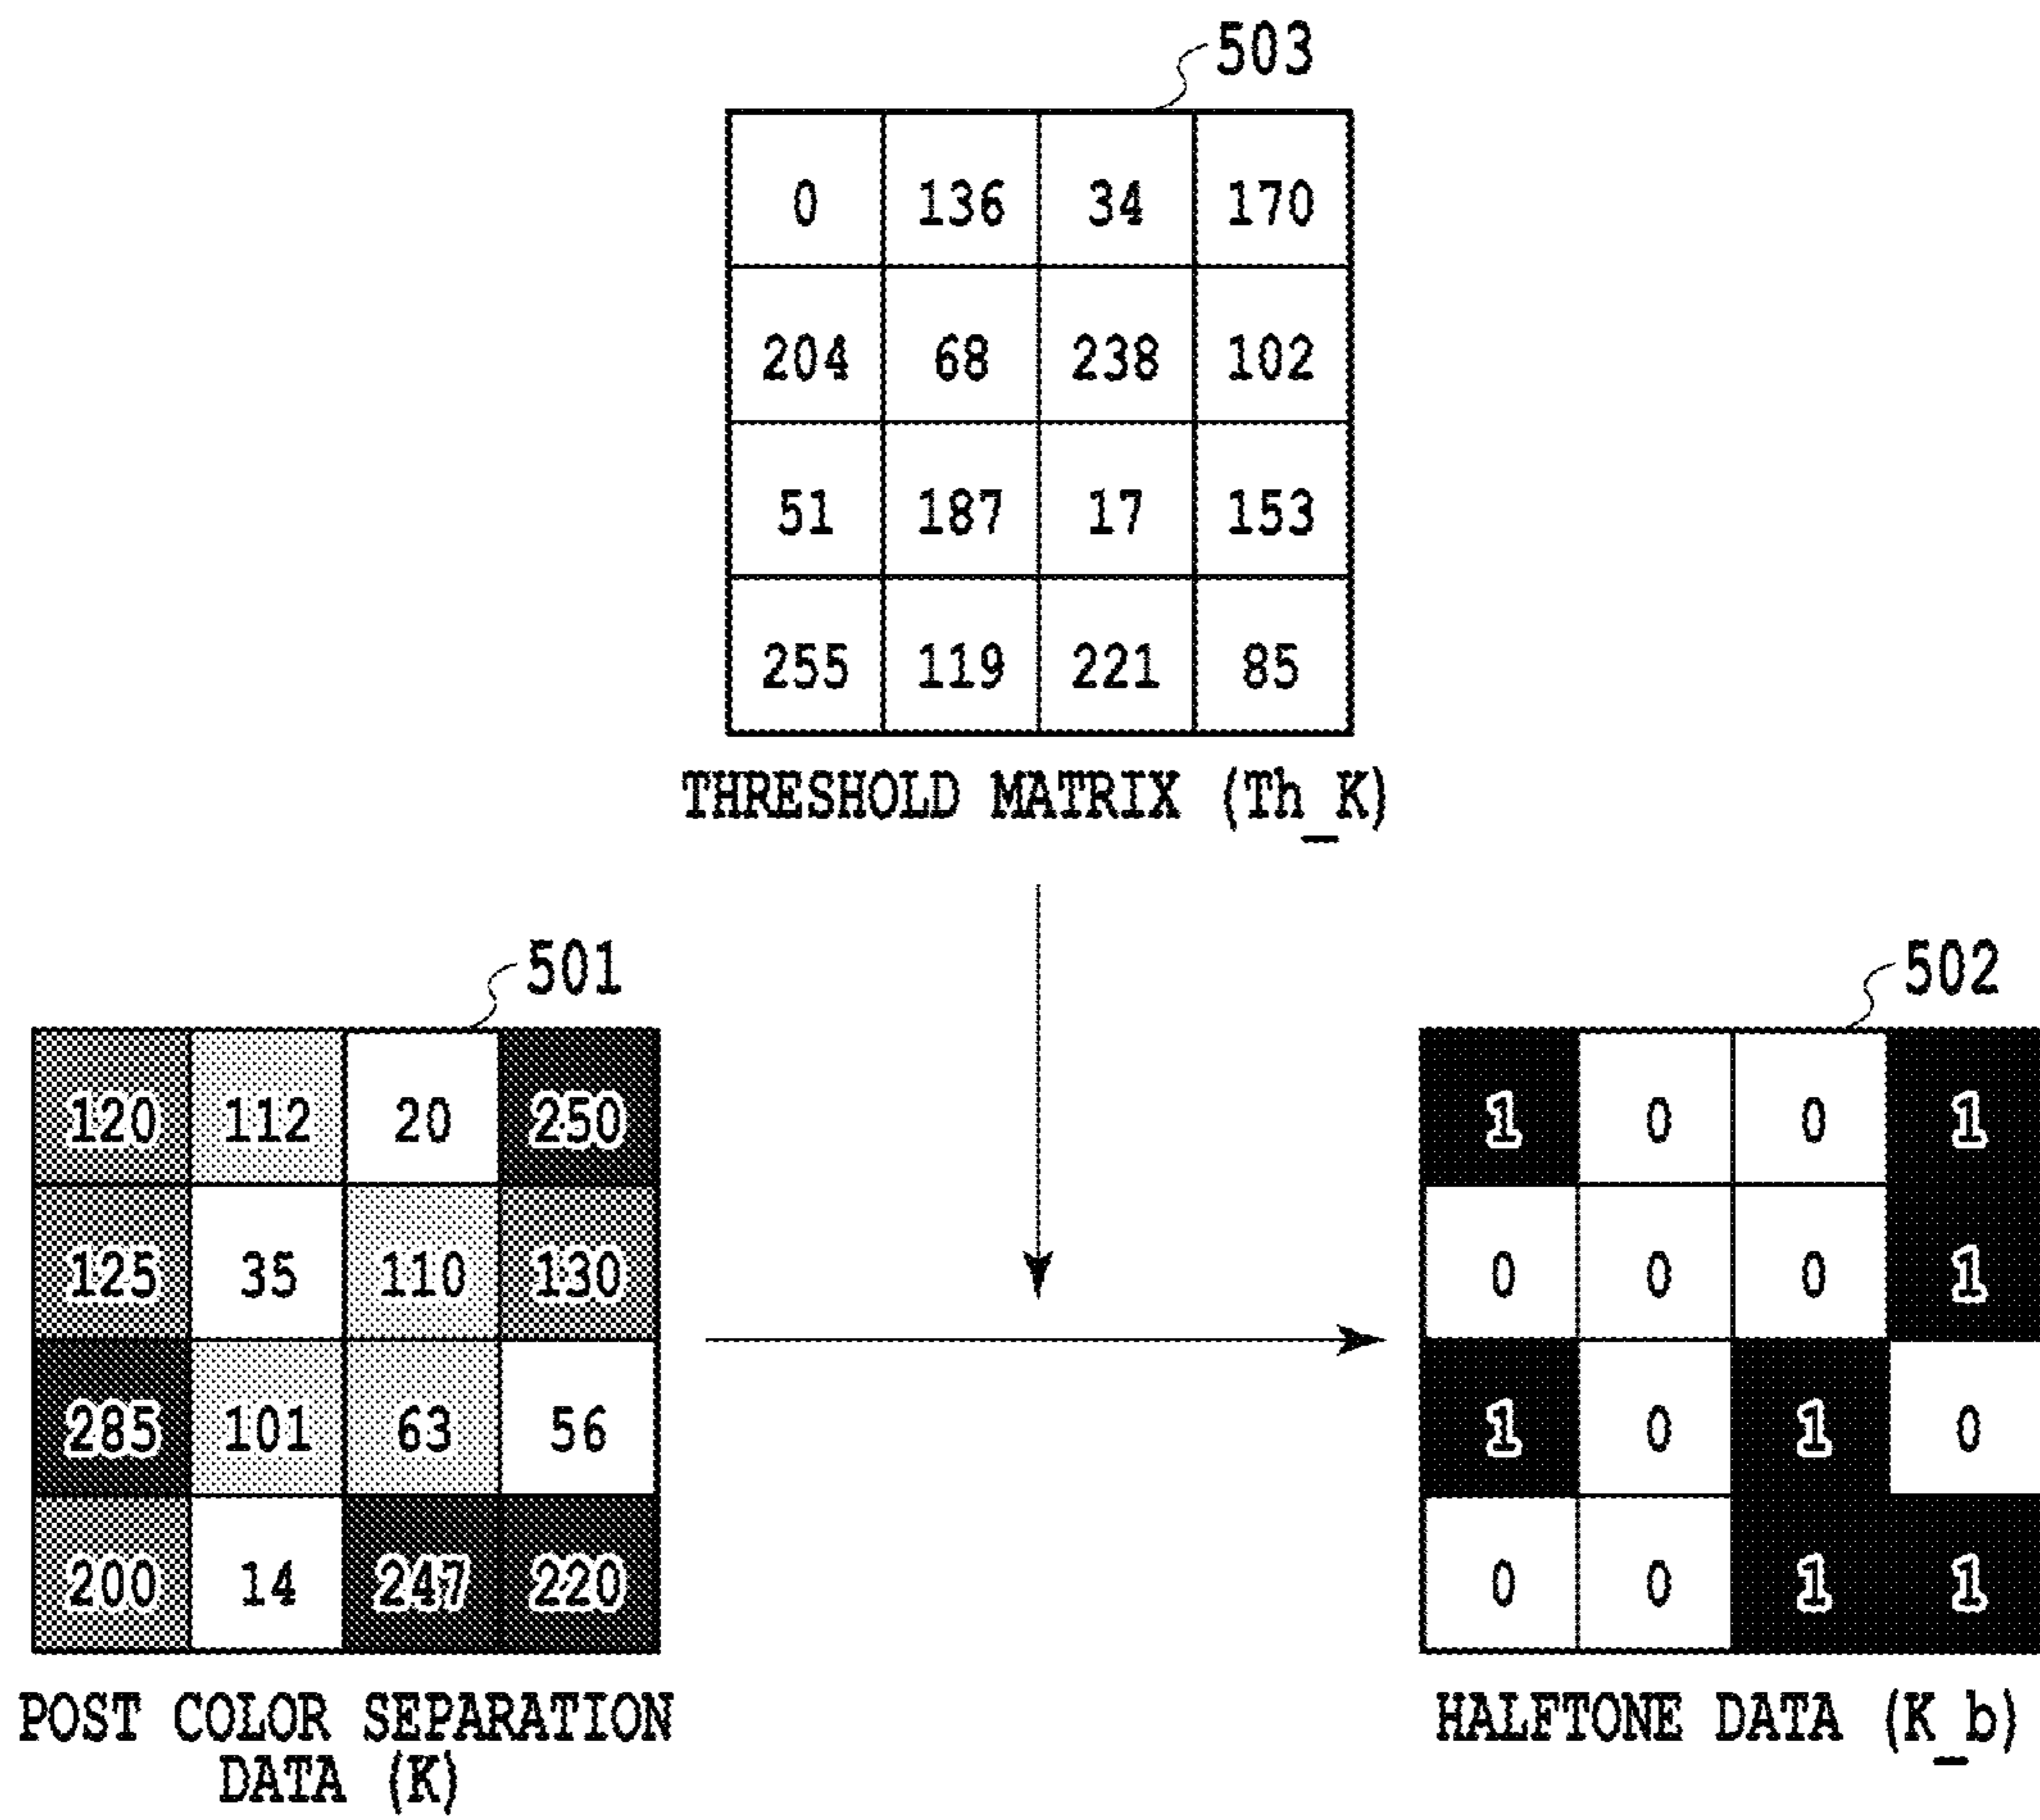 503
0 136 34 170
204 68 238 102
51 187 17 153
255 119 221 85
THRESHOLD MATRIX (Th_K)
501
120 112 20 250
125 35 110 130
285 101 63 56
200 14 247 220
POST COLOR SEPARATION
DATA (K)
502
1 0 0 1
0 0 0 1
1 0 1 0
0 0 1 1
HALFTONE DATA (K_b)